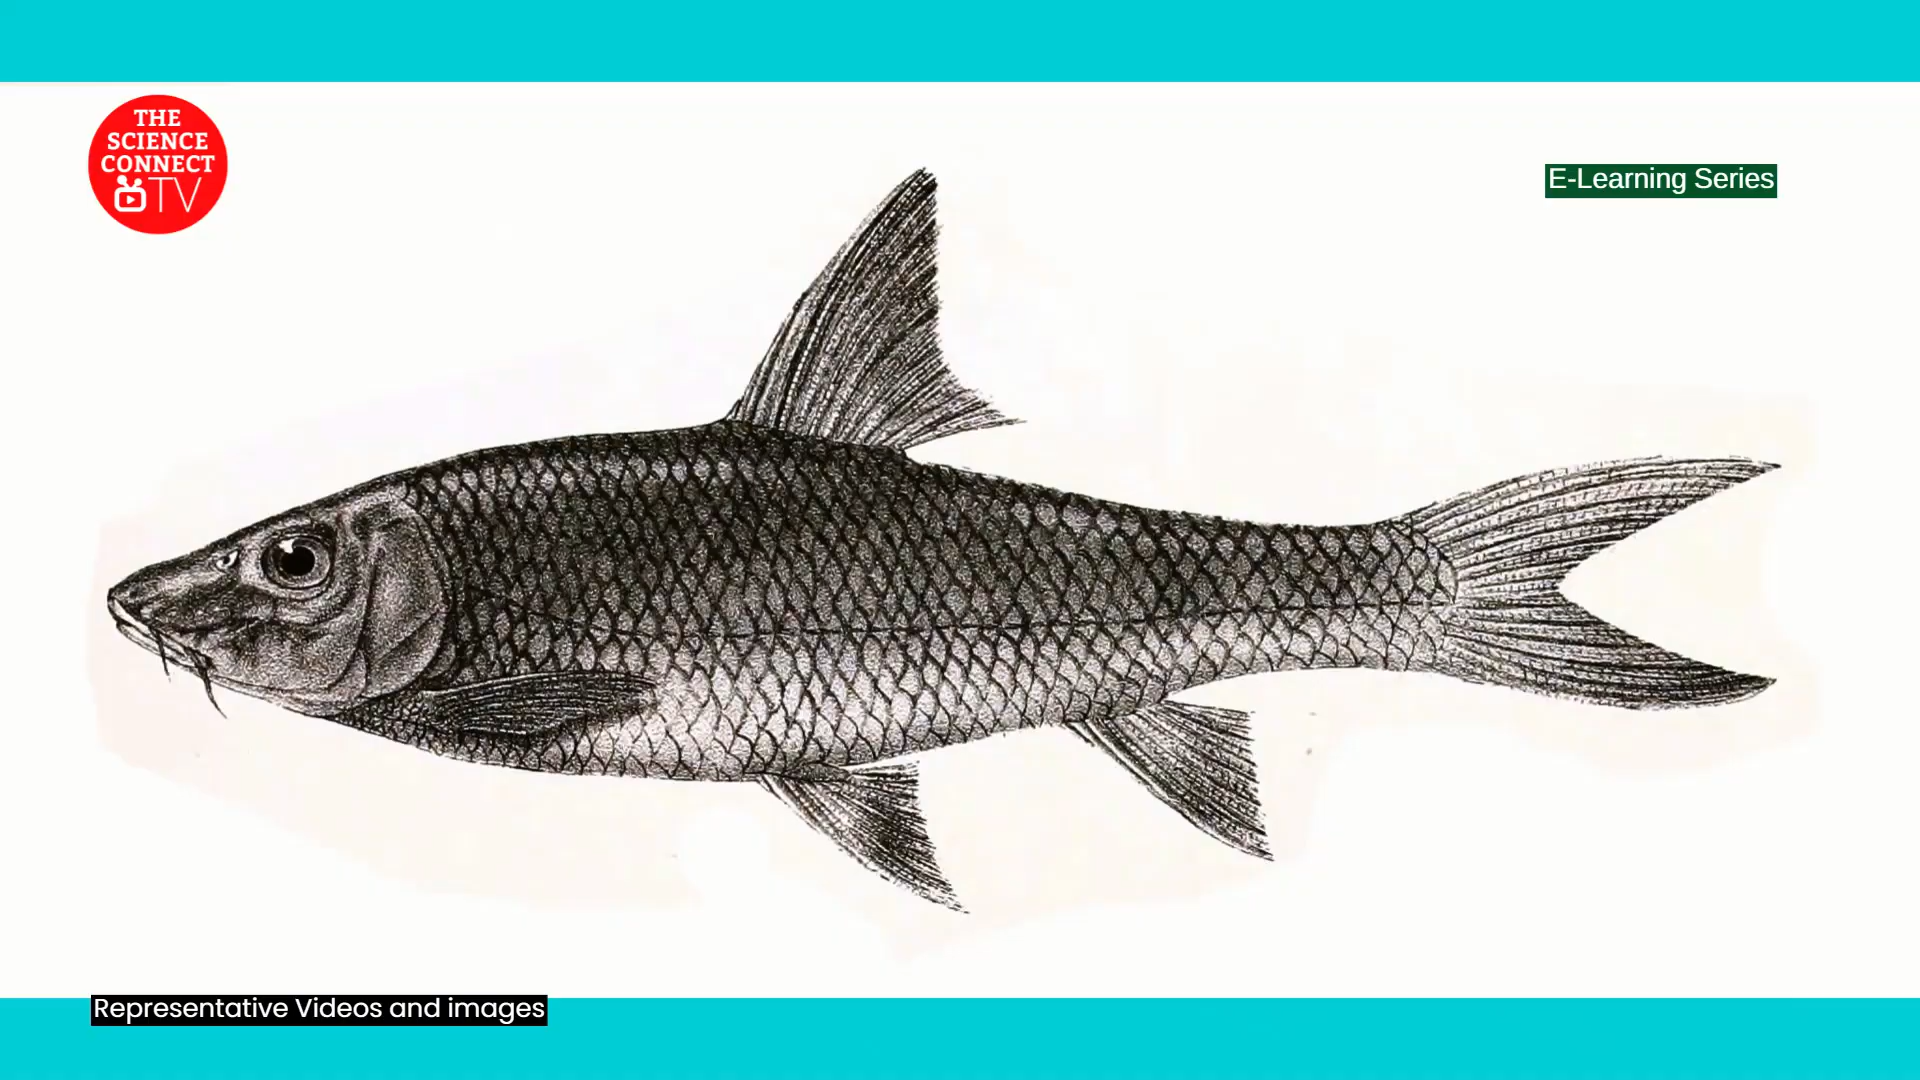 THE
SCIENCE
CONNECT
TV
E-Learning Series
Representative Videos and images